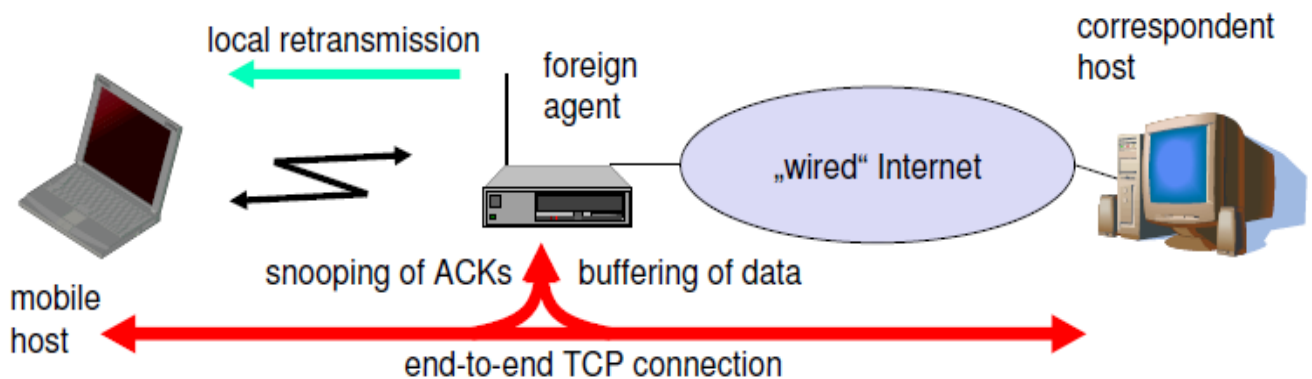 local retransmission
foreign
agent
correspondent
host
„wired“ Internet
snooping of ACKs
buffering of data
mobile
host
end-to-end TCP connection